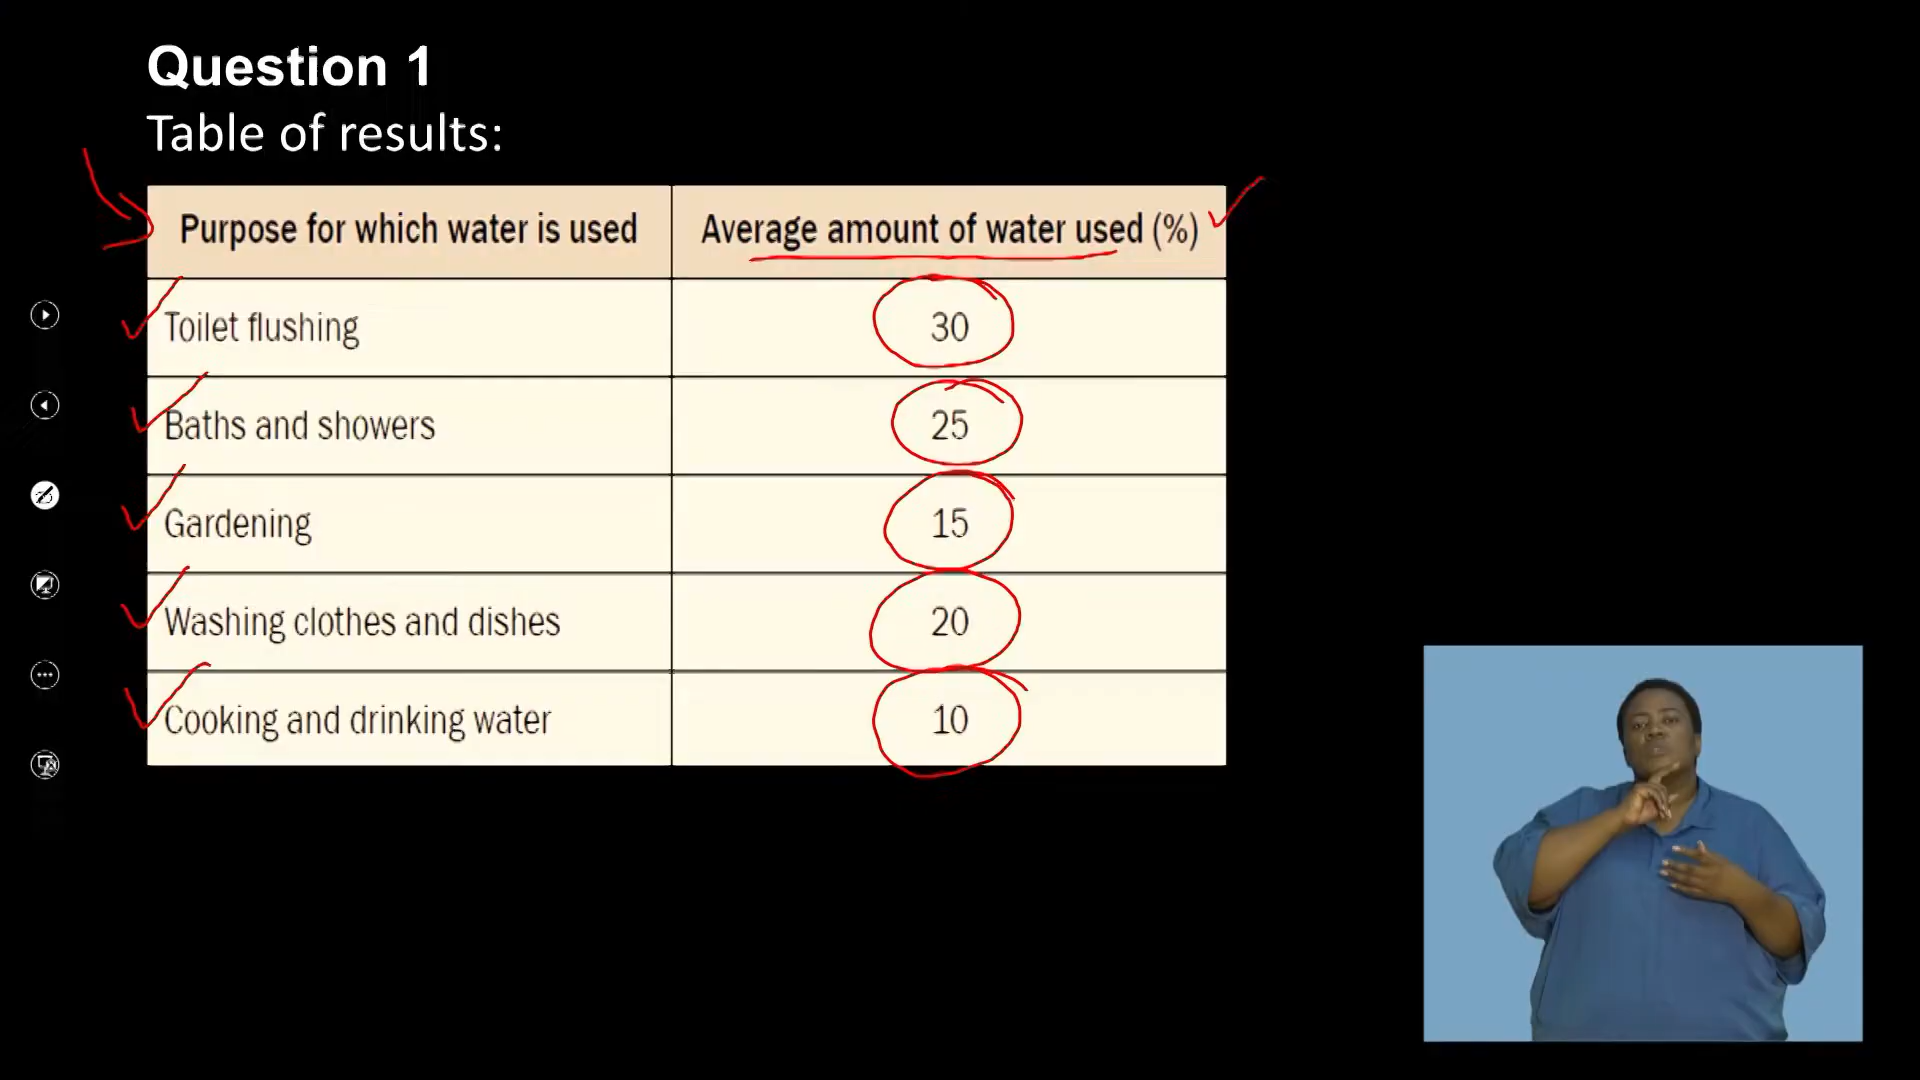 Question 1
Table of results:
Purpose for which water is used Average amount of water used (%)
Toilet flushing 30
Baths and showers 25
Gardening 15
Washing clothes and dishes 20
Cooking and drinking water 10